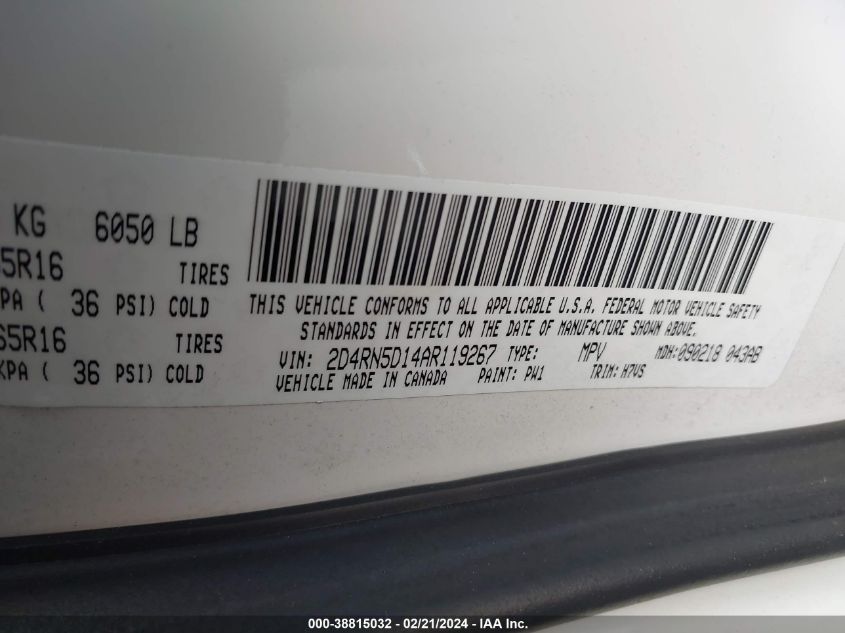 KG 6050 LB
65R16 TIRES
KPA ( 36 PSI) COLD
65R16 TIRES
KPA ( 36 PSI) COLD
THIS VEHICLE CONFORMS TO ALL APPLICABLE U.S.A. FEDERAL MOTOR VEHICLE SAFETY
STANDARDS IN EFFECT ON THE DATE OF MANUFACTURE SHOWN ABOVE.
VIN: 2D4RN5D14AR119267 TYPE: MPV MDH:090218 043AB
VEHICLE MADE IN CANADA PAINT: PW1 TRIM: H7VS
000-38815032 - 02/21/2024 - IAA Inc.